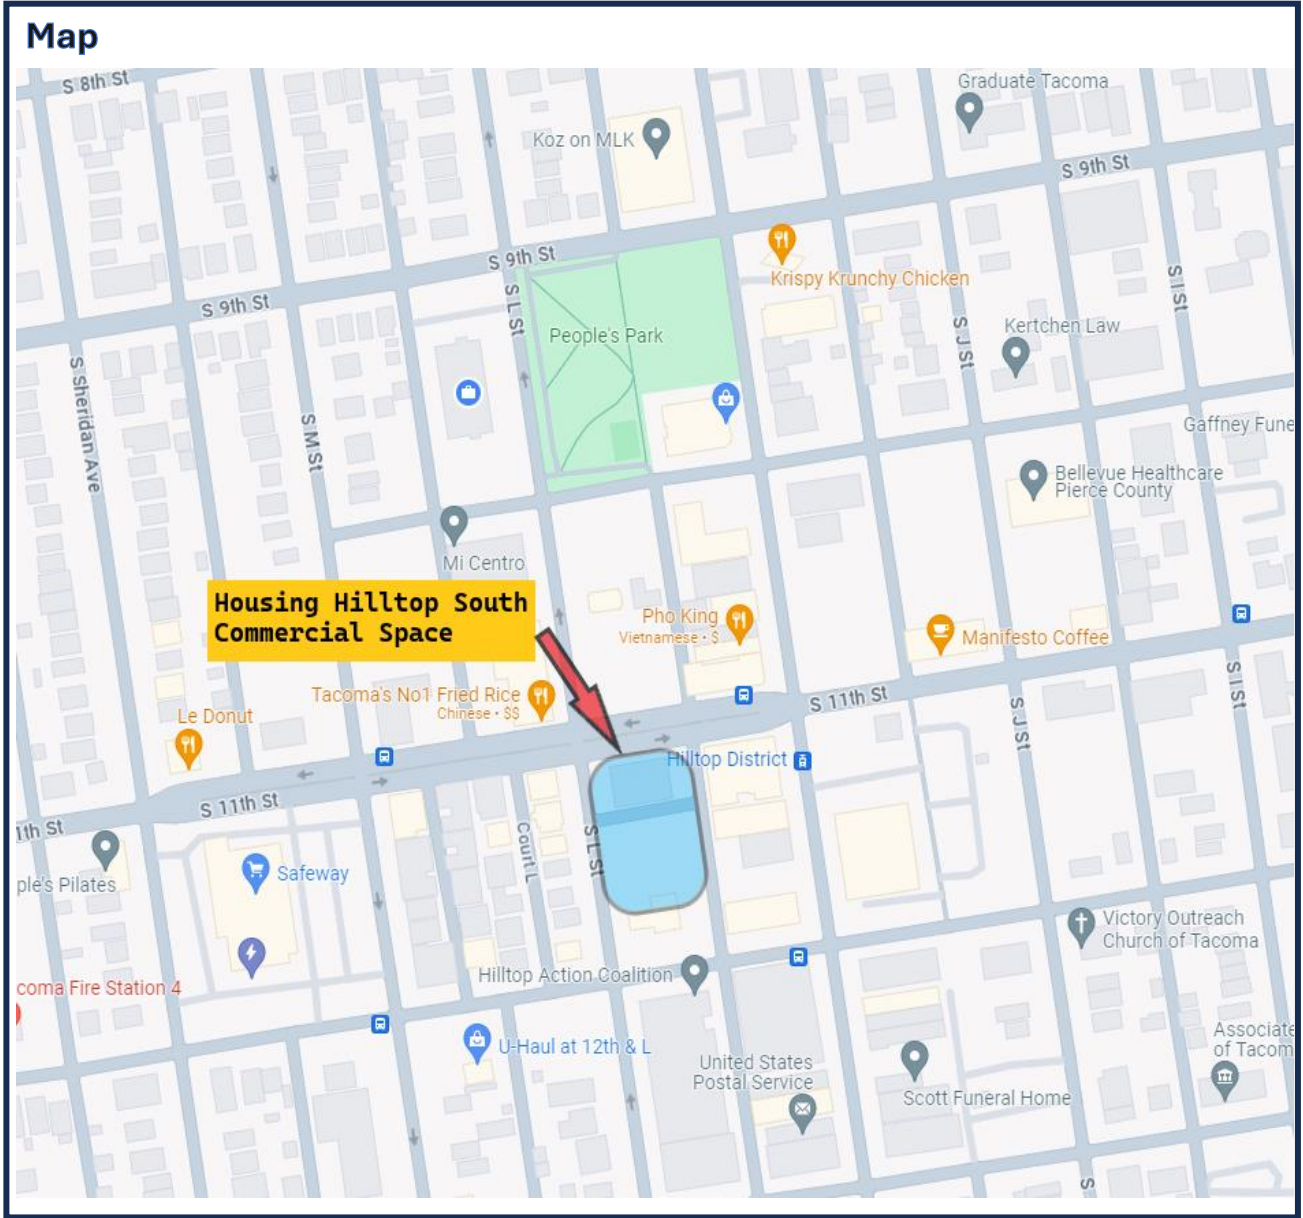 Map
S 8th St
Graduate Tacoma
Koz on MLK
S 9th St
S 9th St
S 9th St
Krispy Krunchy Chicken
S L St
S I St
People's Park
S J St
Kertchen Law
S Sheridan Ave
S M St
Gaffney Fune
Bellevue Healthcare
Pierce County
Mi Centro
Housing Hilltop South
Commercial Space
Pho King
Vietnamese • $
Manifesto Coffee
Tacoma's No1 Fried Rice
Chinese • $$
S 11th St
S I St
S J St
Le Donut
Hilltop District
S 11th St
1th St
Court L
S L St
Safeway
ple's Pilates
Victory Outreach
Church of Tacoma
Hilltop Action Coalition
coma Fire Station 4
U-Haul at 12th & L
United States
Postal Service
Scott Funeral Home
Associate
of Tacom
S